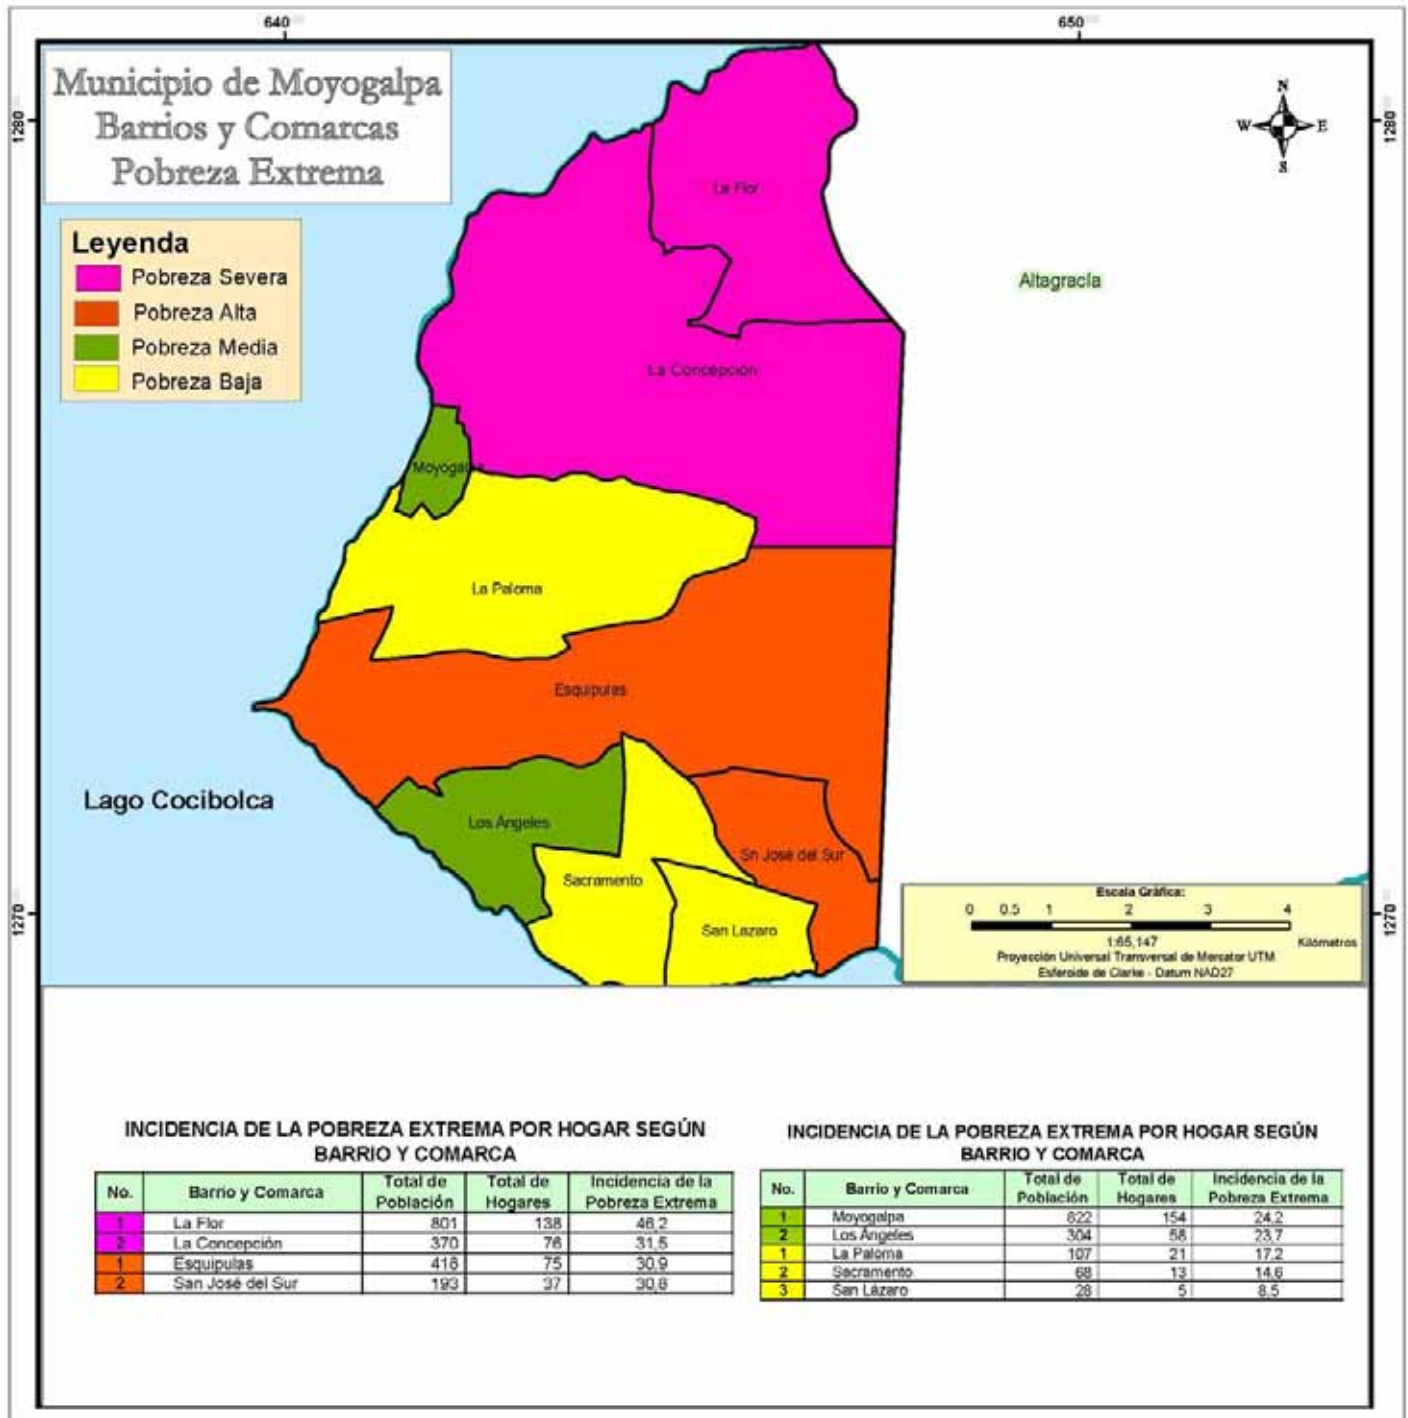 640
650
1280
1280
Municipio de Moyogalpa
Barrios y Comarcas
Pobreza Extrema
N
W E
S
La Flor
Leyenda
Pobreza Severa
Pobreza Alta
Pobreza Media
Pobreza Baja
Altagracia
La Concepción
Moyogalpa
La Paloma
Esquipulas
Lago Cocibolca
Los Angeles
Sn José del Sur
Sacramento
San Lazaro
1270
1270
Escala Gráfica:
0 0.5 1 2 3 4
1:65,147 Kilómetros
Proyección Universal Transversal de Mercator UTM
Esferoide de Clarke - Datum NAD27
INCIDENCIA DE LA POBREZA EXTREMA POR HOGAR SEGÚN
BARRIO Y COMARCA
No. Barrio y Comarca Total de Población Total de Hogares Incidencia de la Pobreza Extrema
1 La Flor 801 138 46,2
2 La Concepción 370 76 31,5
1 Esquipulas 418 75 30,9
2 San José del Sur 193 37 30,8
INCIDENCIA DE LA POBREZA EXTREMA POR HOGAR SEGÚN
BARRIO Y COMARCA
No. Barrio y Comarca Total de Población Total de Hogares Incidencia de la Pobreza Extrema
1 Moyogalpa 622 154 24,2
2 Los Ángeles 304 58 23,7
1 La Paloma 107 21 17,2
2 Sacramento 68 13 14,6
3 San Lázaro 28 5 8,5